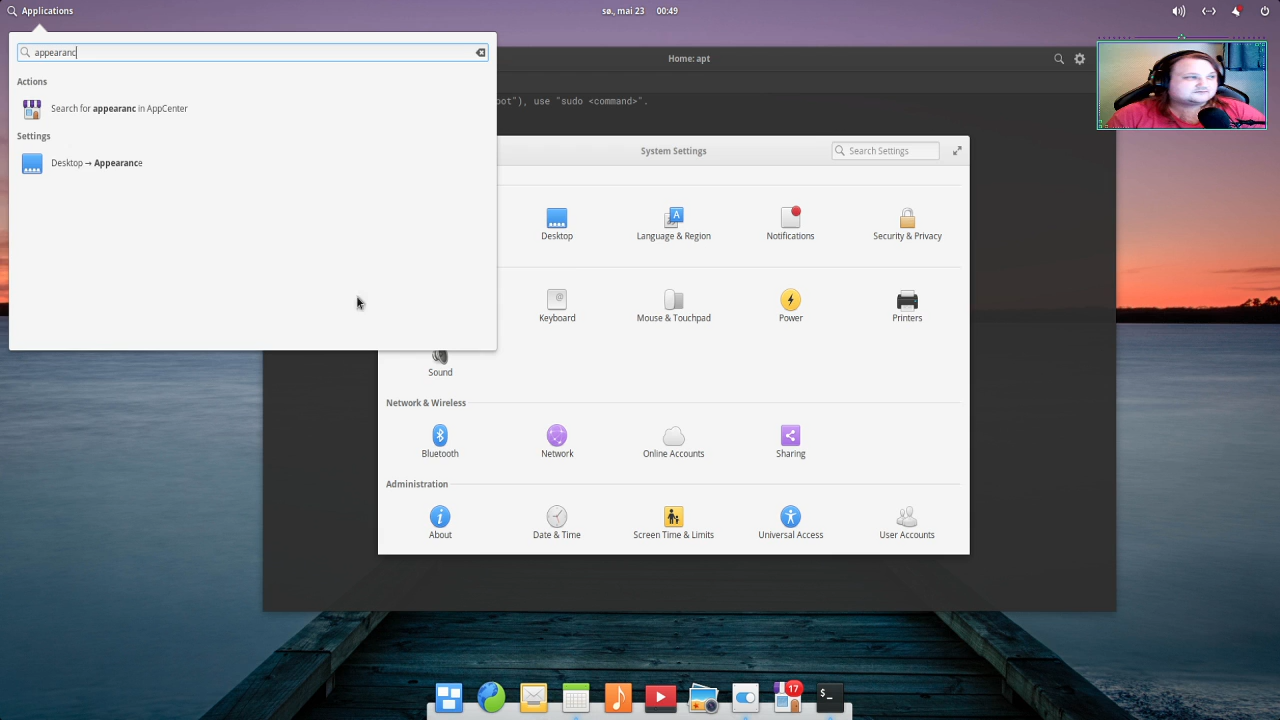 Applications
sø., mai 23 00:49
appearanc
Actions
Search for appearanc in AppCenter
Settings
Desktop → Appearance
Home: apt
oot"), use "sudo <command>".
System Settings
Search Settings
Desktop
Language & Region
Notifications
Security & Privacy
Keyboard
Mouse & Touchpad
Power
Printers
Sound
Network & Wireless
Bluetooth
Network
Online Accounts
Sharing
Administration
About
Date & Time
Screen Time & Limits
Universal Access
User Accounts
17